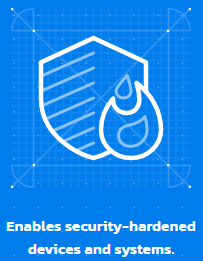 Enables security-hardened
devices and systems.